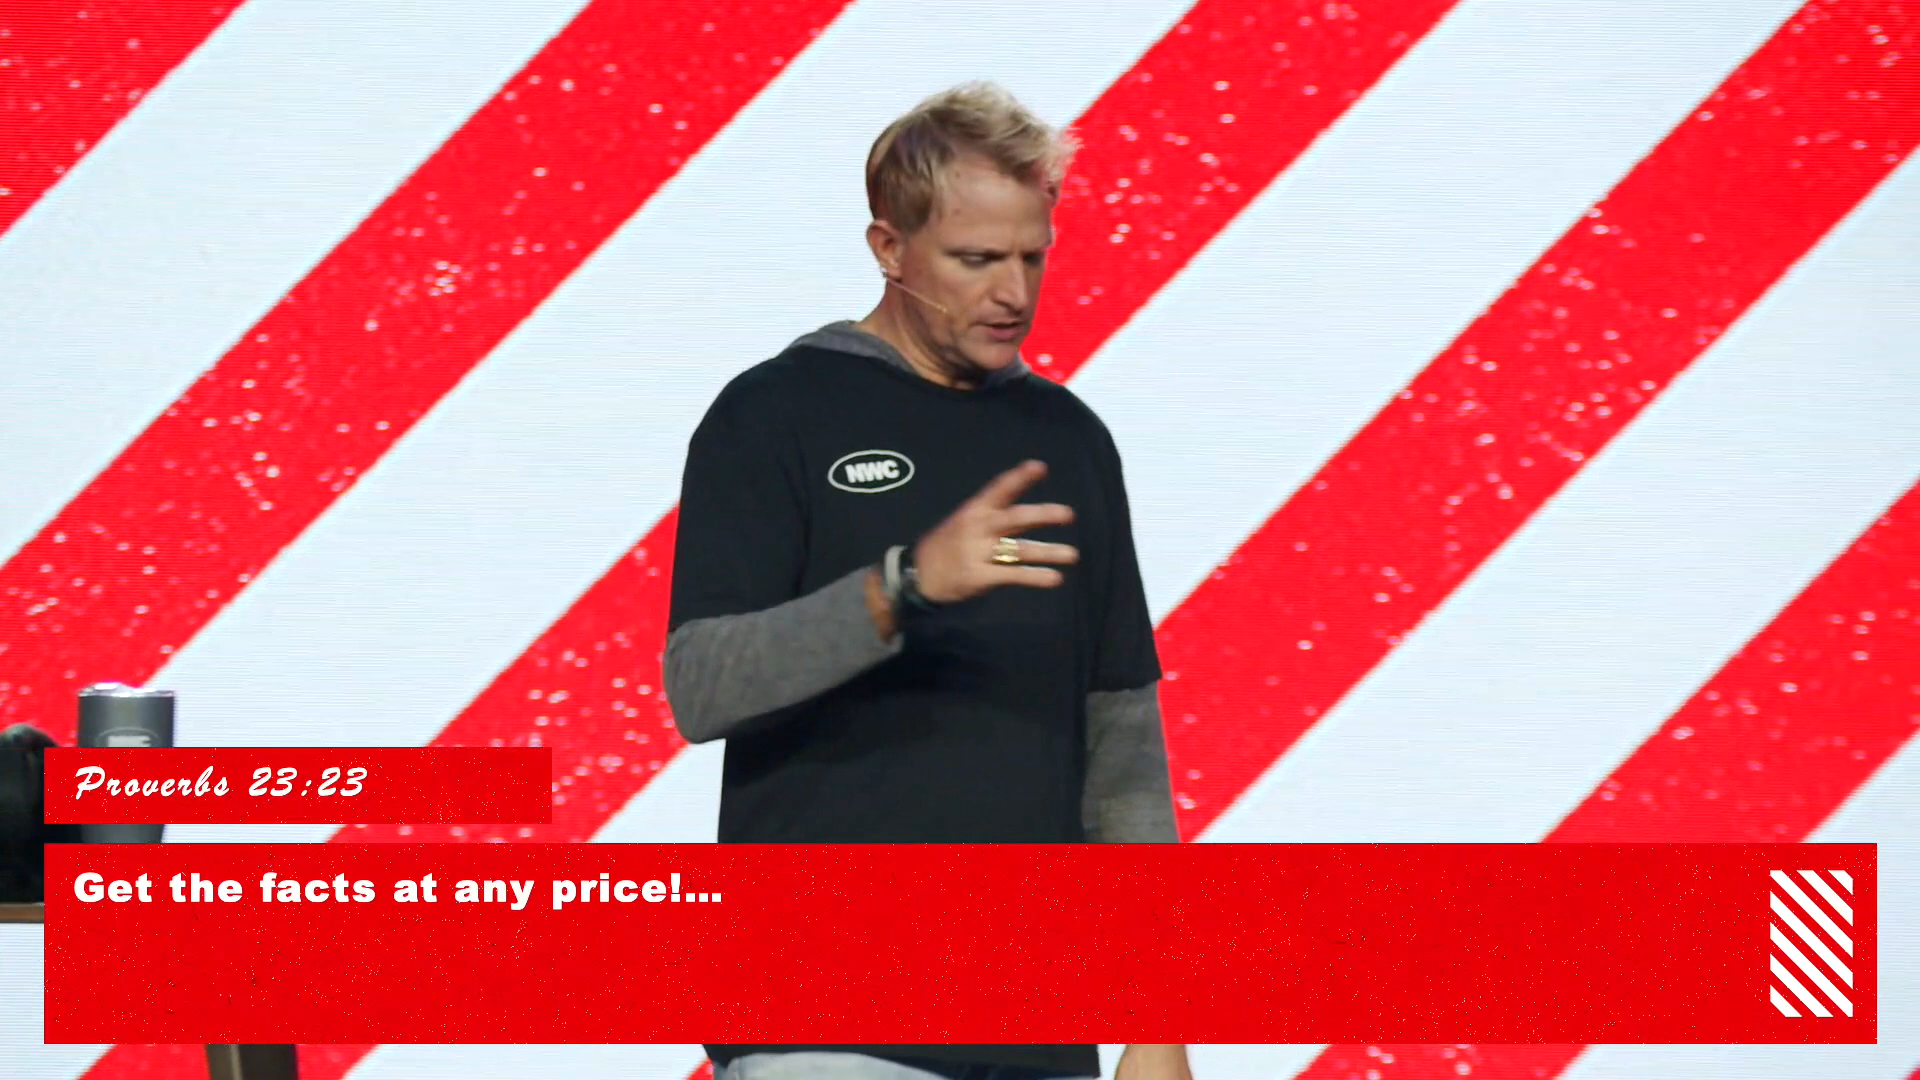 NWC
Proverbs 23:23
Get the facts at any price!...